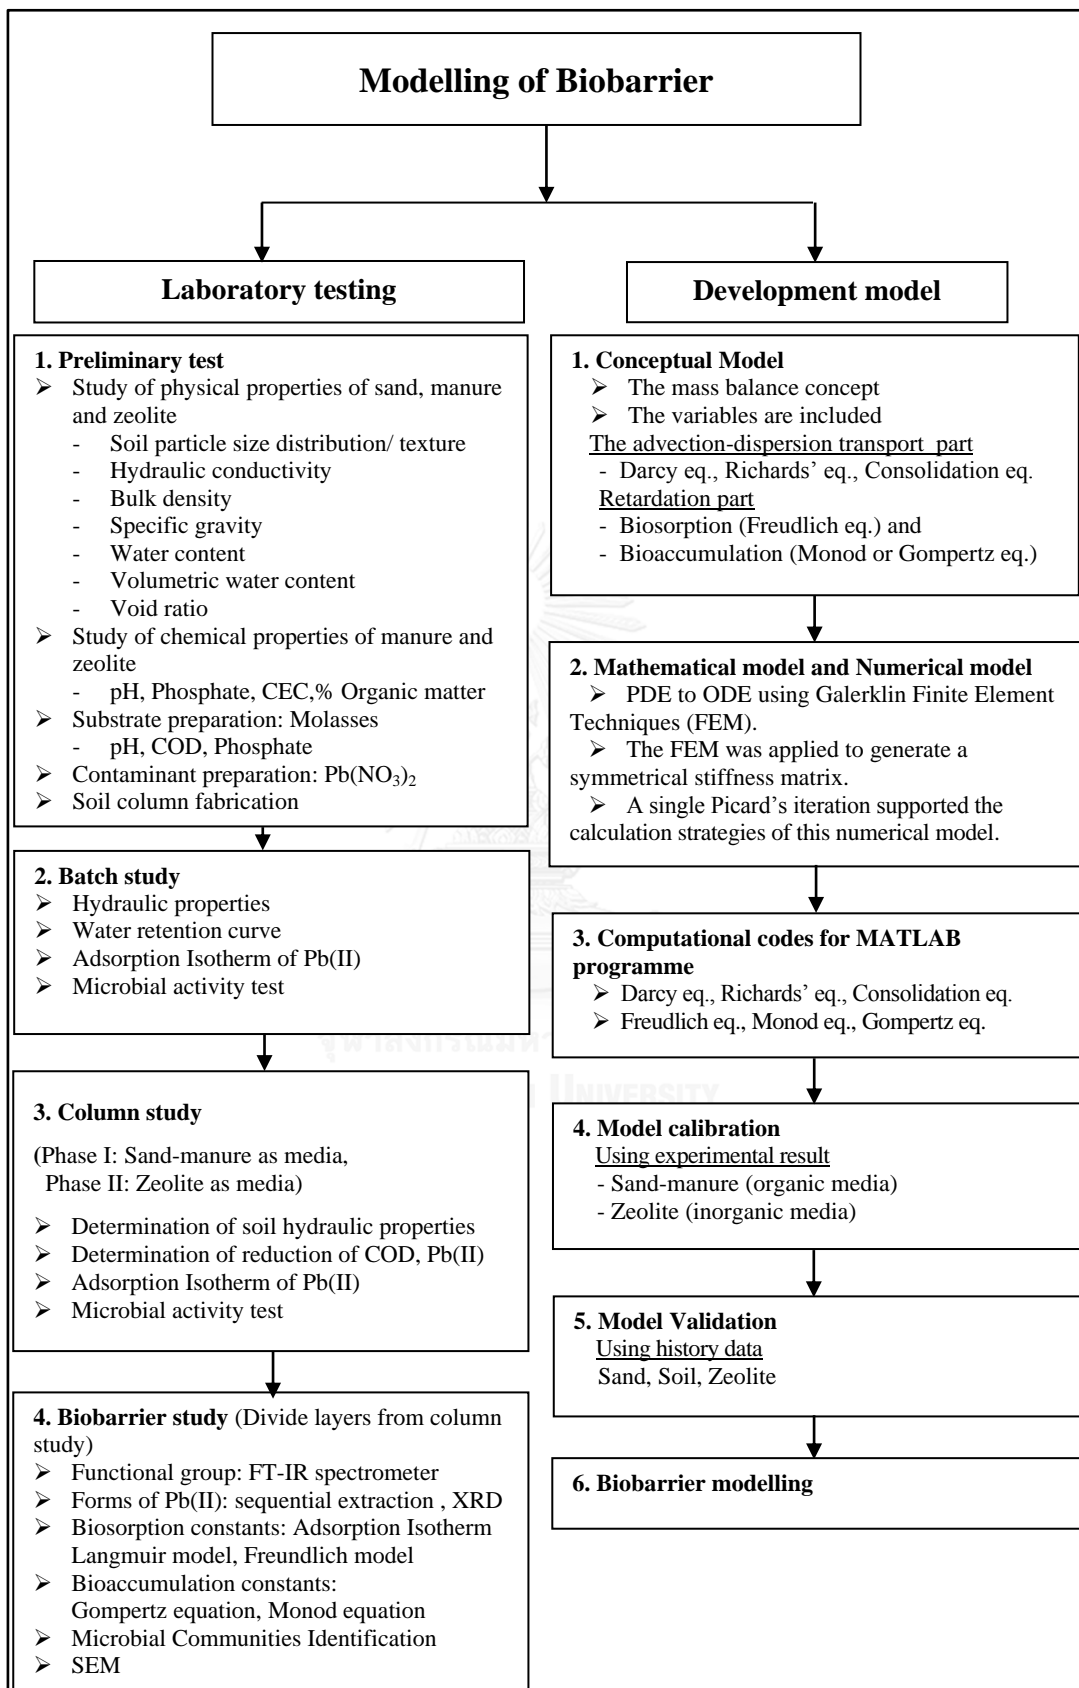 Modelling of Biobarrier
Laboratory testing
1. Preliminary test
➢ Study of physical properties of sand, manure
and zeolite
- Soil particle size distribution/ texture
- Hydraulic conductivity
- Bulk density
- Specific gravity
- Water content
- Volumetric water content
- Void ratio
➢ Study of chemical properties of manure and
zeolite
- pH, Phosphate, CEC,% Organic matter
➢ Substrate preparation: Molasses
- pH, COD, Phosphate
➢ Contaminant preparation: Pb(NO3)2
➢ Soil column fabrication
2. Batch study
➢ Hydraulic properties
➢ Water retention curve
➢ Adsorption Isotherm of Pb(II)
➢ Microbial activity test
3. Column study
(Phase I: Sand-manure as media,
Phase II: Zeolite as media)
➢ Determination of soil hydraulic properties
➢ Determination of reduction of COD, Pb(II)
➢ Adsorption Isotherm of Pb(II)
➢ Microbial activity test
4. Biobarrier study (Divide layers from column
study)
➢ Functional group: FT-IR spectrometer
➢ Forms of Pb(II): sequential extraction , XRD
➢ Biosorption constants: Adsorption Isotherm
Langmuir model, Freundlich model
➢ Bioaccumulation constants:
Gompertz equation, Monod equation
➢ Microbial Communities Identification
➢ SEM
Development model
1. Conceptual Model
➢ The mass balance concept
➢ The variables are included
The advection-dispersion transport part
- Darcy eq., Richards’ eq., Consolidation eq.
Retardation part
- Biosorption (Freudlich eq.) and
- Bioaccumulation (Monod or Gompertz eq.)
2. Mathematical model and Numerical model
➢ PDE to ODE using Galerklin Finite Element
Techniques (FEM).
➢ The FEM was applied to generate a
symmetrical stiffness matrix.
➢ A single Picard’s iteration supported the
calculation strategies of this numerical model.
3. Computational codes for MATLAB
programme
➢ Darcy eq., Richards’ eq., Consolidation eq.
➢ Freudlich eq., Monod eq., Gompertz eq.
4. Model calibration
Using experimental result
- Sand-manure (organic media)
- Zeolite (inorganic media)
5. Model Validation
Using history data
Sand, Soil, Zeolite
6. Biobarrier modelling
UNIVERSITY